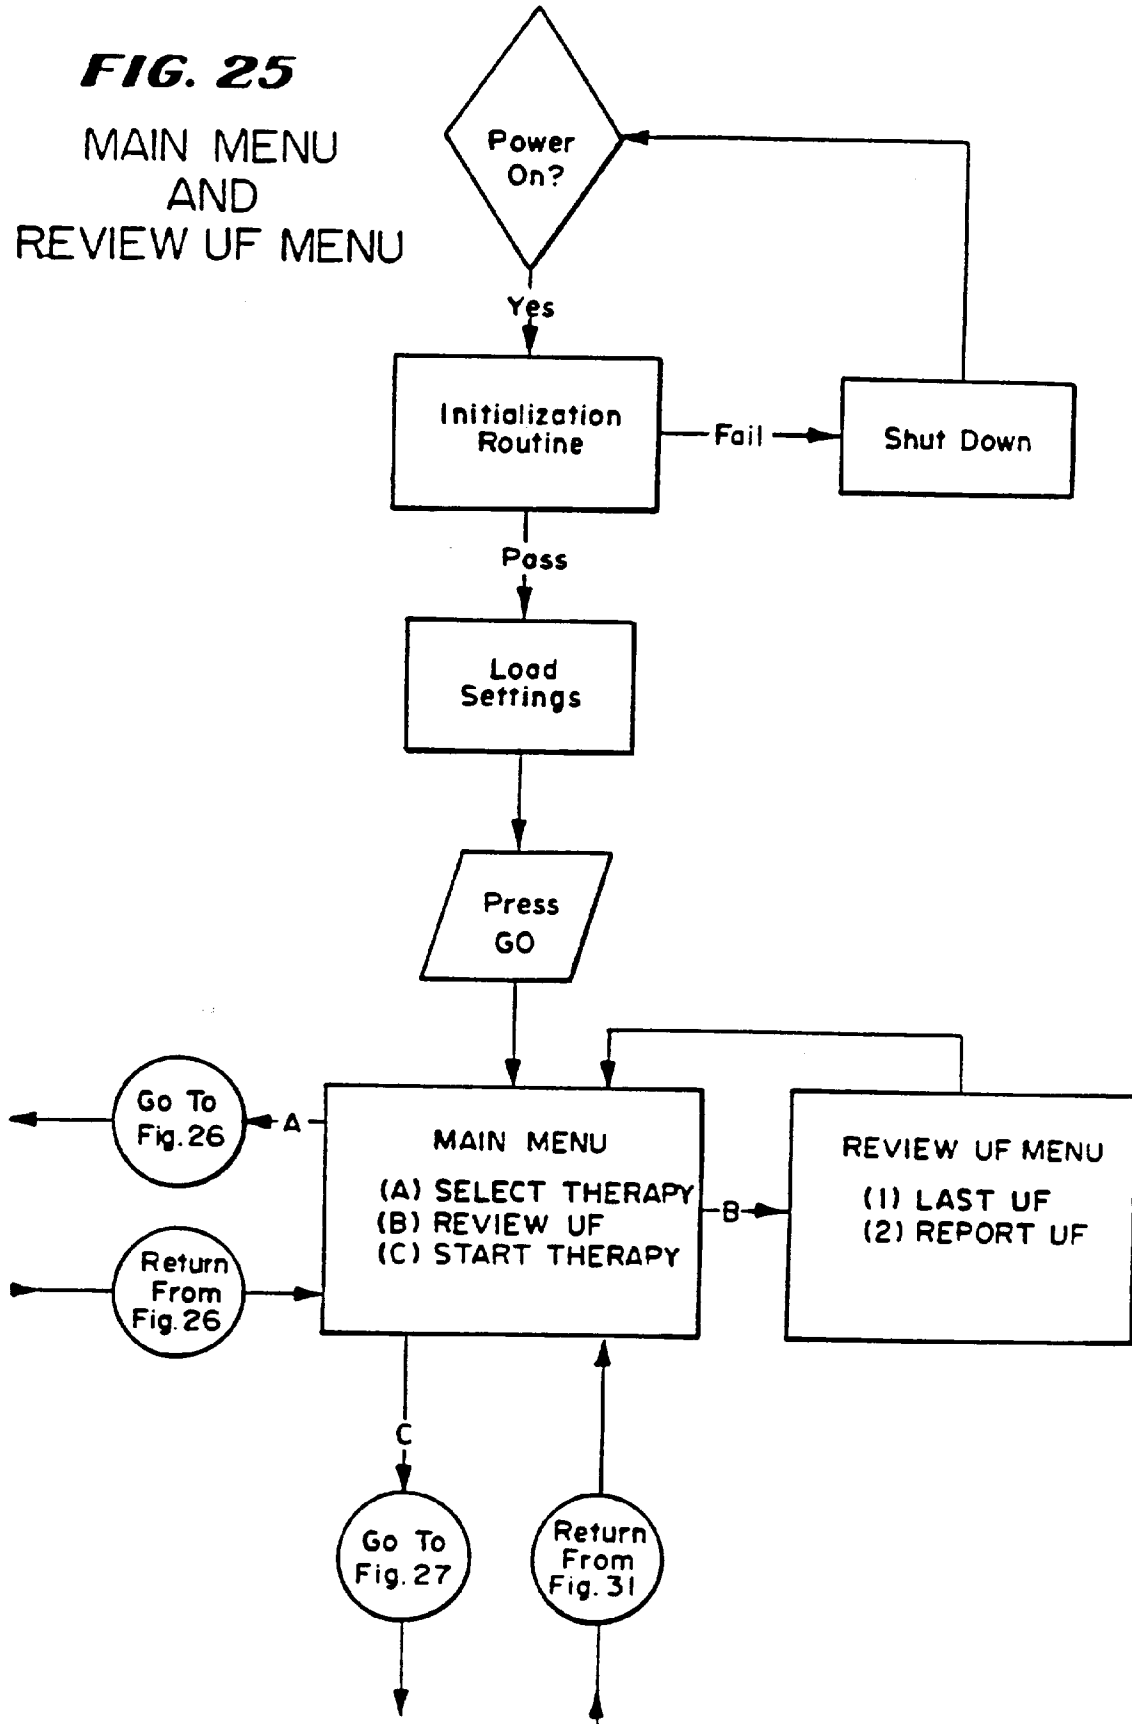 FIG. 25
MAIN MENU
AND
REVIEW UF MENU
Power
On?
Yes
Initialization
Routine
Fail
Shut Down
Pass
Load
Settings
Press
GO
Go To
Fig. 26
A
MAIN MENU
(A) SELECT THERAPY
(B) REVIEW UF
(C) START THERAPY
B
REVIEW UF MENU
(1) LAST UF
(2) REPORT UF
Return
From
Fig. 26
C
Go To
Fig. 27
Return
From
Fig. 31